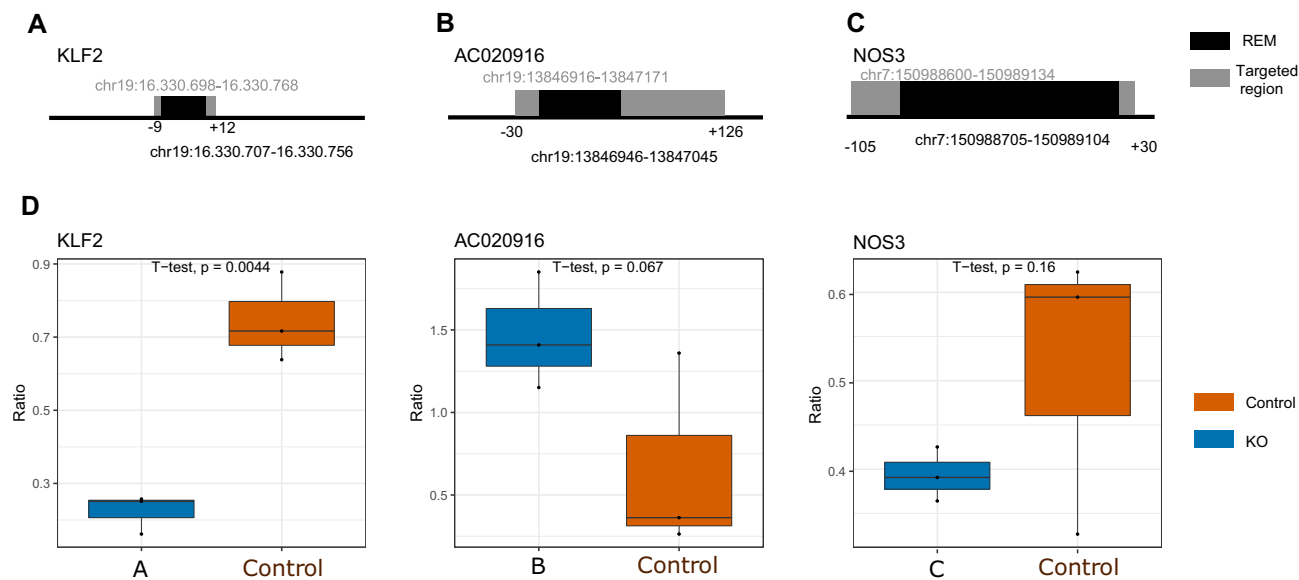 A
KLF2
chr19:16.330.698-16.330.768
-9
+12
chr19:16.330.707-16.330.756
B
AC020916
chr19:13846916-13847171
-30
+126
chr19:13846946-13847045
C
NOS3
chr7:150988600-150989134
-105
chr7:150988705-150989104
+30
REM
Targeted
region
D
KLF2
T-test, p = 0.0044
0.9
0.7
0.5
0.3
Ratio
A
Control
AC020916
T-test, p = 0.067
1.5
1.0
0.5
Ratio
B
Control
NOS3
T-test, p = 0.16
0.6
0.5
0.4
Ratio
C
Control
Control
KO